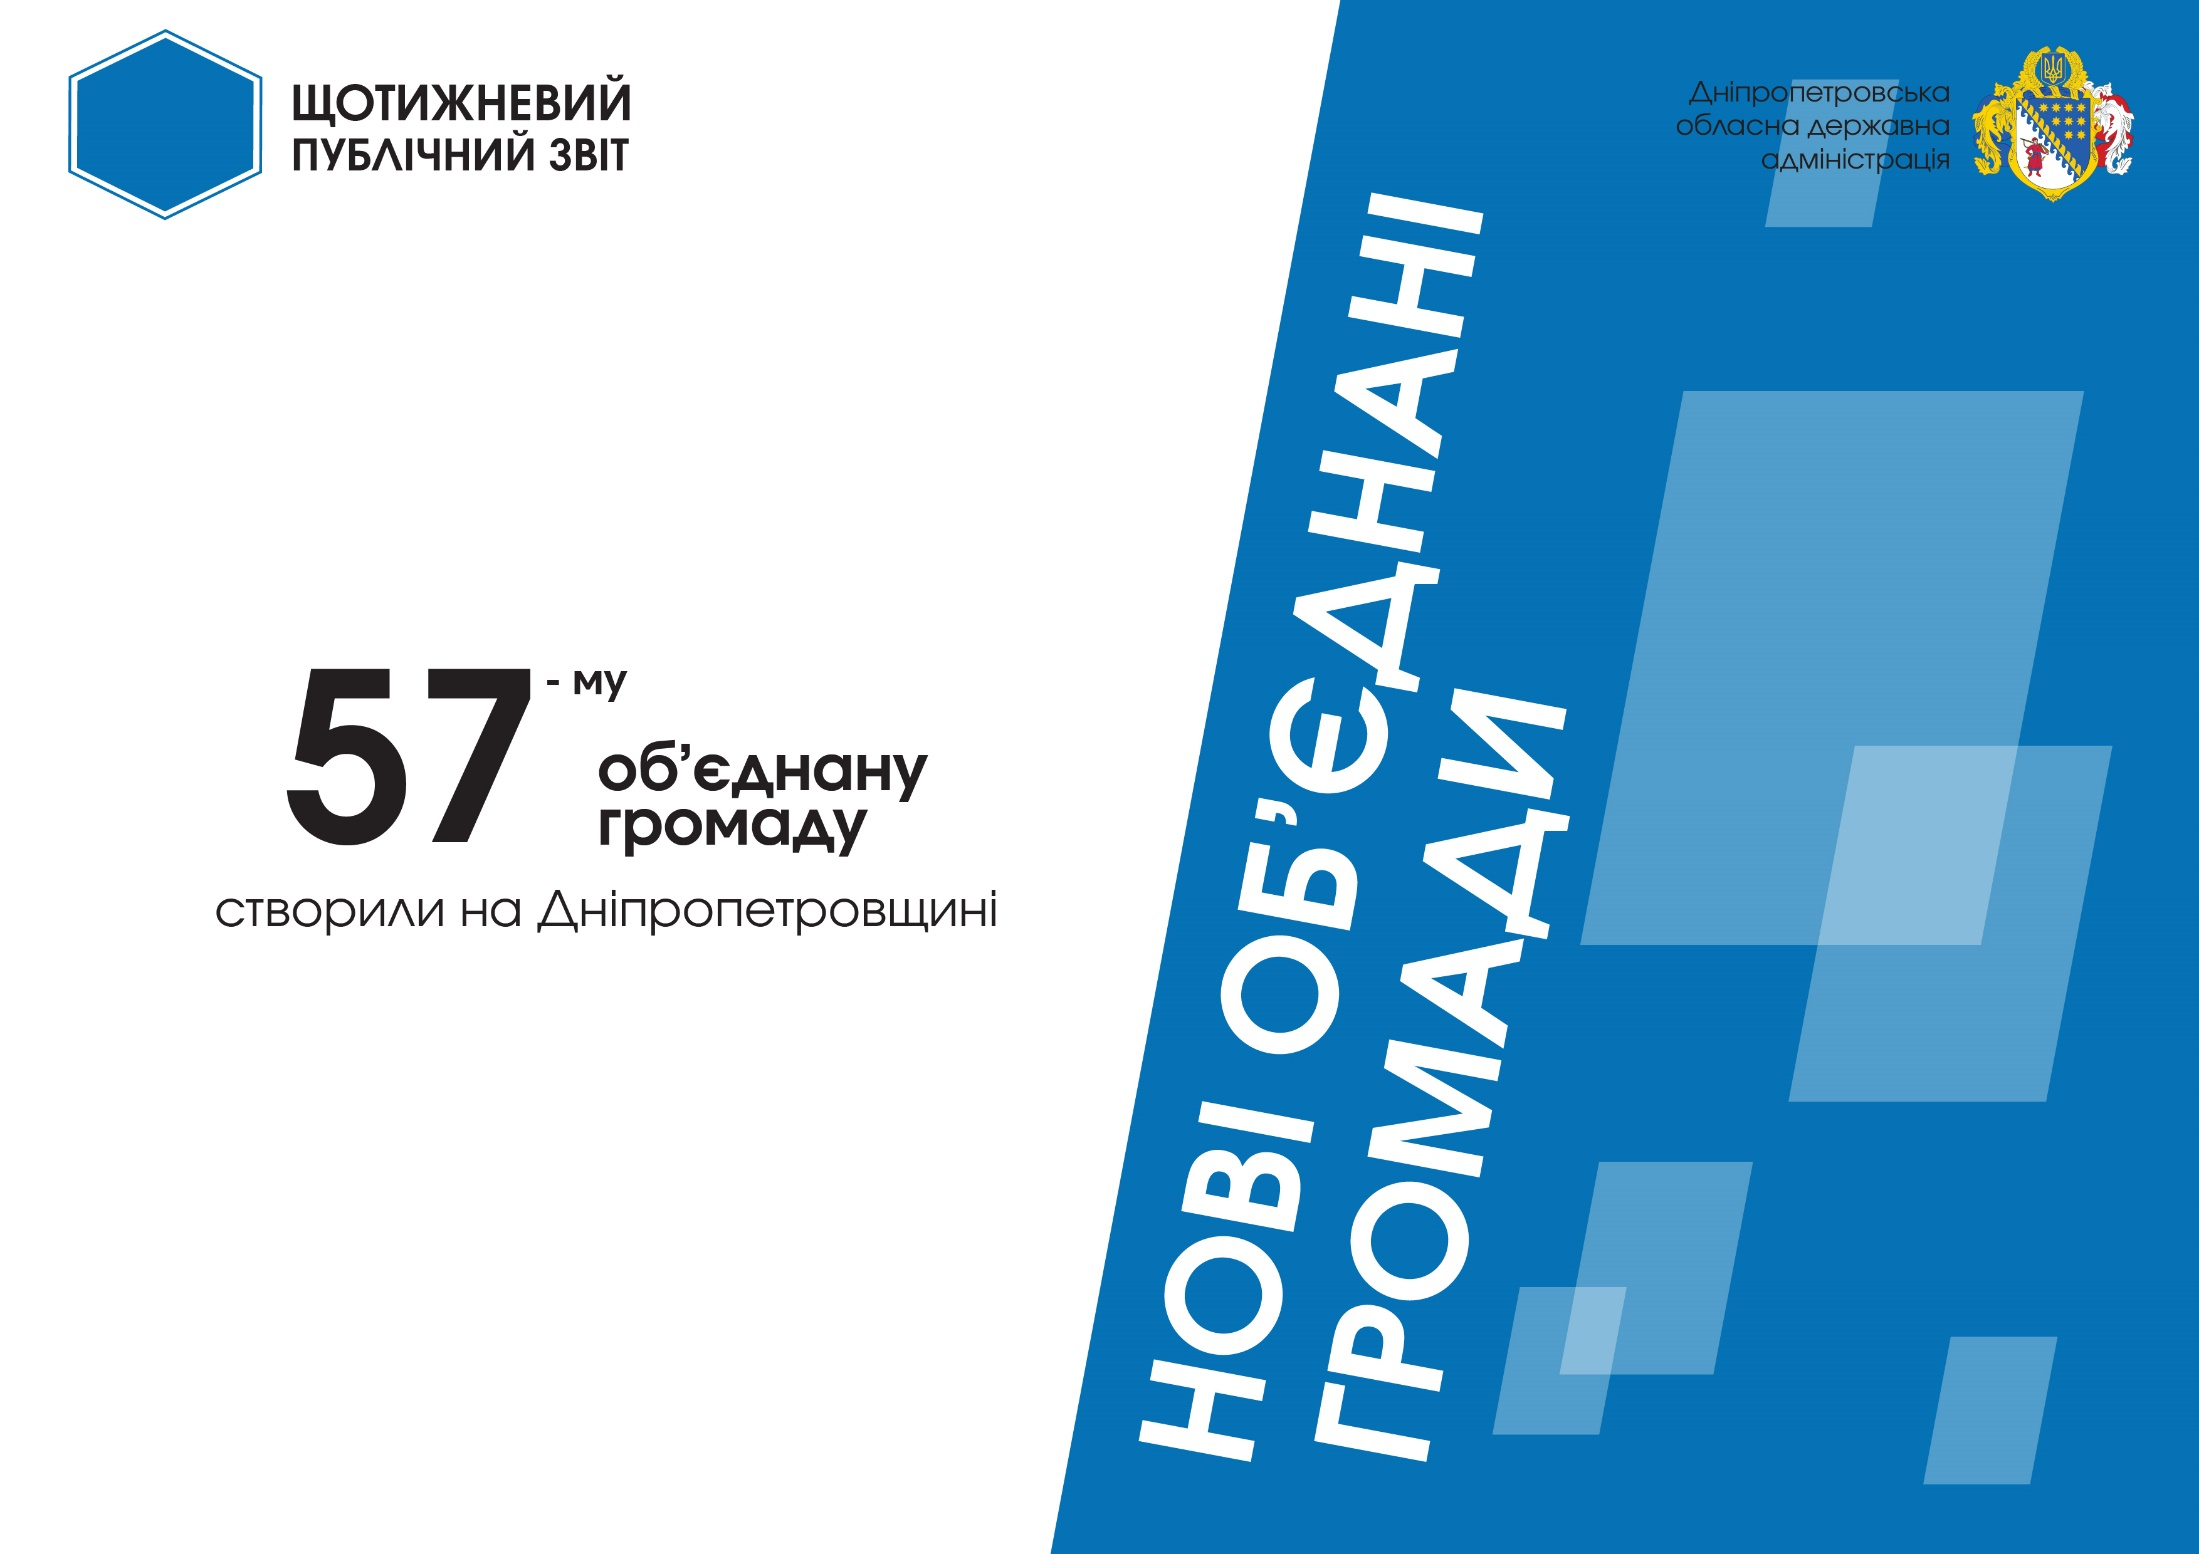 ЩОТИЖНЕВИЙ
ПУБЛІЧНИЙ ЗВІТ
Дніпропетровська
обласна державна
адміністрація
57 - му
об’єднану
громаду
створили на Дніпропетровщині
НОВІ ОБ’ЄДНАНІ
ГРОМАДИ